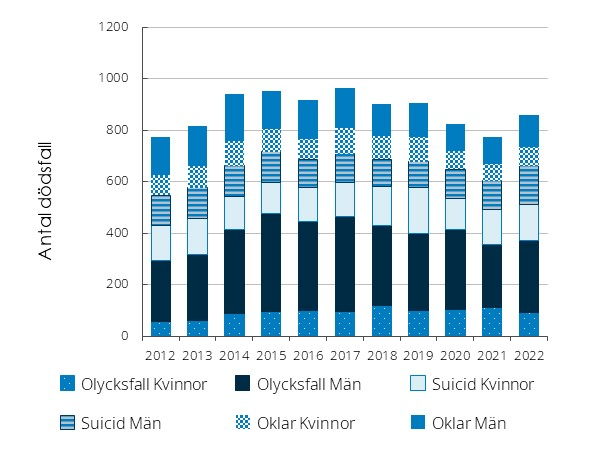 1200
1000
800
600
400
200
0
Antal dödsfall
2012 2013 2014 2015 2016 2017 2018 2019 2020 2021 2022
Olycksfall Kvinnor Olycksfall Män Suicid Kvinnor
Suicid Män Oklar Kvinnor Oklar Män